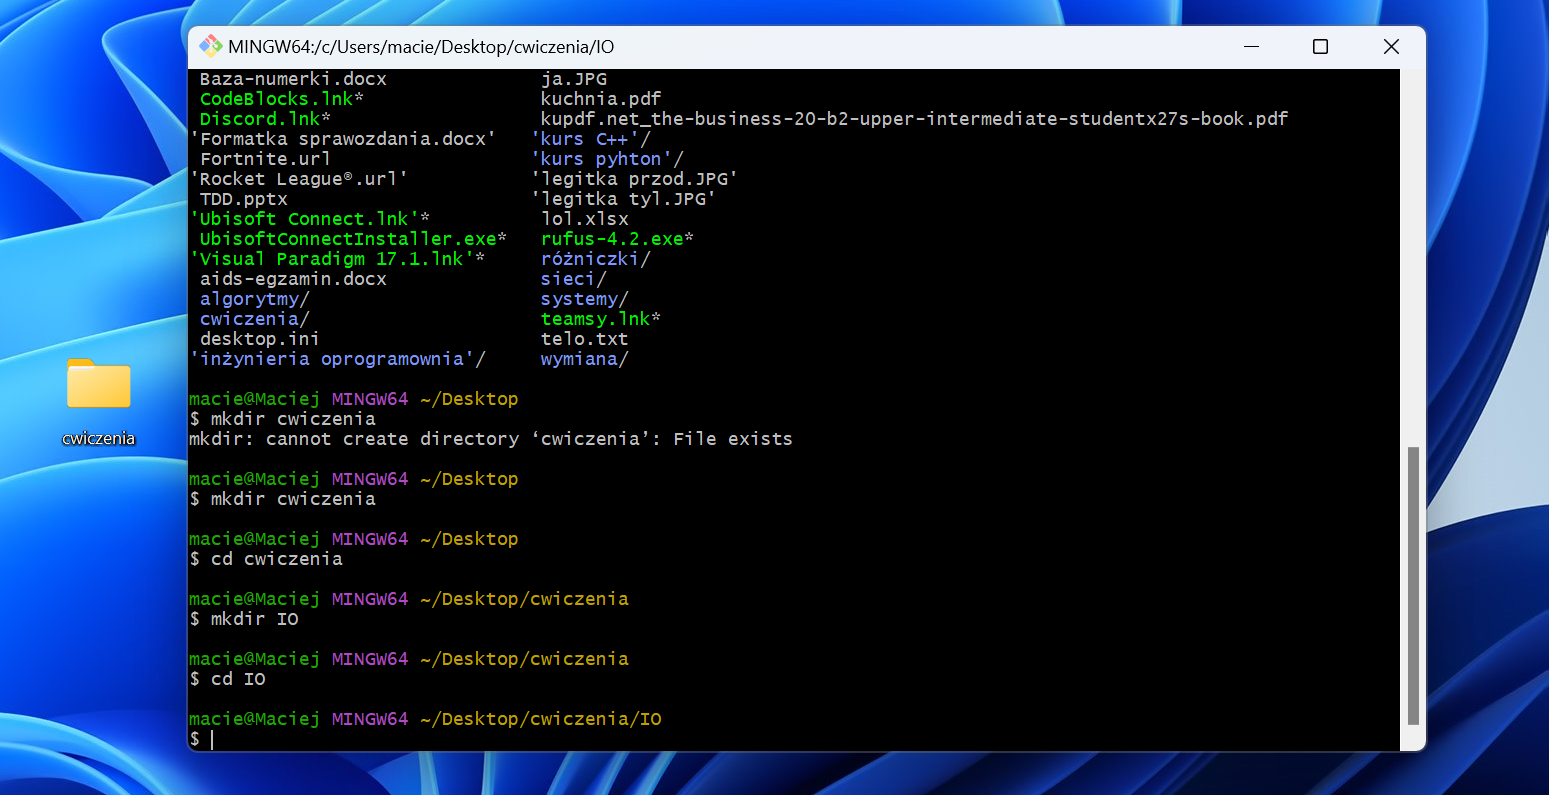 MINGW64:/c/Users/macie/Desktop/cwiczenia/IO
Baza-numerki.docx ja.JPG
CodeBlocks.lnk* kuchnia.pdf
Discord.lnk* kupdf.net_the-business-20-b2-upper-intermediate-studentx27s-book.pdf
'Formatka sprawozdania.docx' 'kurs C++'/
Fortnite.url 'kurs pyhton'/
'Rocket League®.url' 'legitka przod.JPG'
TDD.pptx 'legitka tyl.JPG'
'Ubisoft Connect.lnk'* lol.xlsx
UbisoftConnectInstaller.exe* rufus-4.2.exe*
'Visual Paradigm 17.1.lnk'* różniczki/
aids-egzamin.docx sieci/
algorytmy/ systemy/
cwiczenia/ teamsy.lnk*
desktop.ini telo.txt
'inżynieria oprogramownia'/ wymiana/
macie@Maciej MINGW64 ~/Desktop
$ mkdir cwiczenia
mkdir: cannot create directory ‘cwiczenia’: File exists
macie@Maciej MINGW64 ~/Desktop
$ mkdir cwiczenia
macie@Maciej MINGW64 ~/Desktop
$ cd cwiczenia
macie@Maciej MINGW64 ~/Desktop/cwiczenia
$ mkdir IO
macie@Maciej MINGW64 ~/Desktop/cwiczenia
$ cd IO
macie@Maciej MINGW64 ~/Desktop/cwiczenia/IO
$
cwiczenia